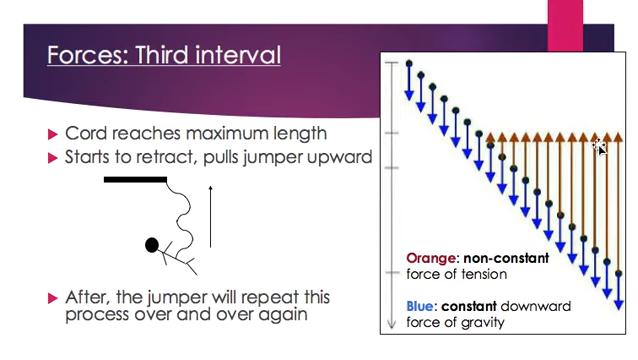 Forces: Third interval
Cord reaches maximum length
Starts to retract, pulls jumper upward
After, the jumper will repeat this
process over and over again
Orange: non-constant
force of tension
Blue: constant downward
force of gravity